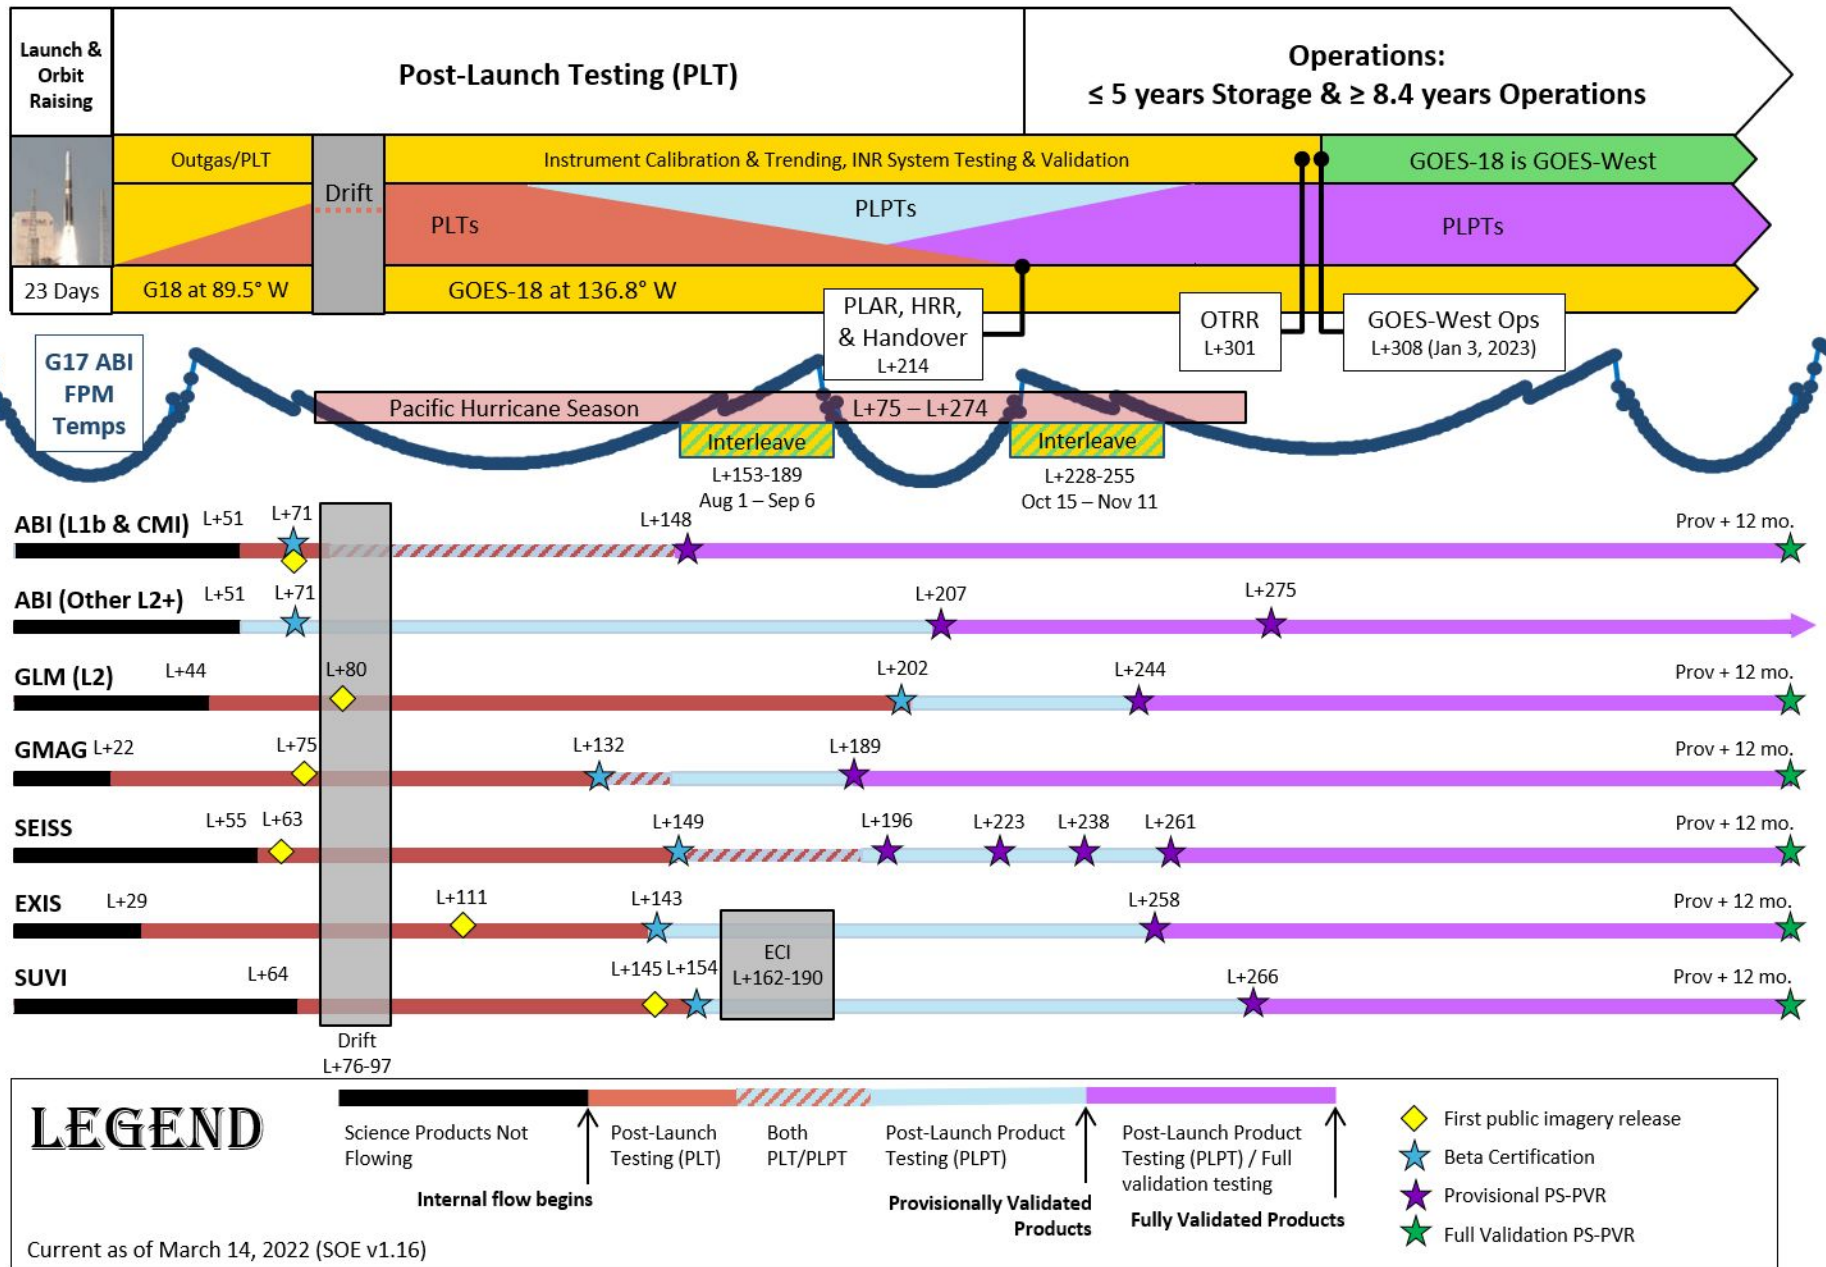 Launch &
Orbit
Raising
Post-Launch Testing (PLT)
Operations:
≤ 5 years Storage & ≥ 8.4 years Operations
Outgas/PLT
Drift
Instrument Calibration & Trending, INR System Testing & Validation
GOES-18 is GOES-West
PLTs
PLPTs
PLPTs
23 Days
G18 at 89.5° W
GOES-18 at 136.8° W
PLAR, HRR,
& Handover
L+214
OTRR
L+301
GOES-West Ops
L+308 (Jan 3, 2023)
G17 ABI
FPM
Temps
Pacific Hurricane Season
L+75 – L+274
Interleave
L+153-189
Aug 1 – Sep 6
Interleave
L+228-255
Oct 15 – Nov 11
ABI (L1b & CMI)
L+51
L+71
L+148
Prov + 12 mo.
ABI (Other L2+)
L+51
L+71
L+207
L+275
GLM (L2)
L+44
L+80
L+202
L+244
Prov + 12 mo.
GMAG
L+22
L+75
L+132
L+189
Prov + 12 mo.
SEISS
L+55
L+63
L+149
L+196
L+223
L+238
L+261
Prov + 12 mo.
EXIS
L+29
L+111
L+143
L+258
Prov + 12 mo.
ECI
L+162-190
SUVI
L+64
L+145
L+154
L+266
Prov + 12 mo.
Drift
L+76-97
LEGEND
Science Products Not
Flowing
Internal flow begins
Post-Launch
Testing (PLT)
Both
PLT/PLPT
Post-Launch Product
Testing (PLPT)
Provisionally Validated
Products
Post-Launch Product
Testing (PLPT) / Full
validation testing
Fully Validated Products
First public imagery release
Beta Certification
Provisional PS-PVR
Full Validation PS-PVR
Current as of March 14, 2022 (SOE v1.16)